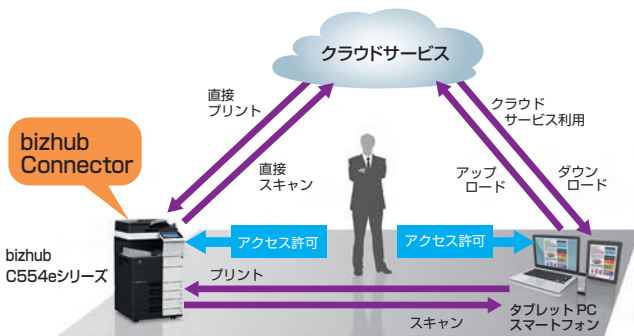 クラウドサービス
直接
プリント
クラウド
サービス利用
bizhub
Connector
直接
スキャン
アップ
ロード
ダウン
ロード
アクセス許可
アクセス許可
bizhub
C554eシリーズ
プリント
スキャン
タブレットPC
スマートフォン